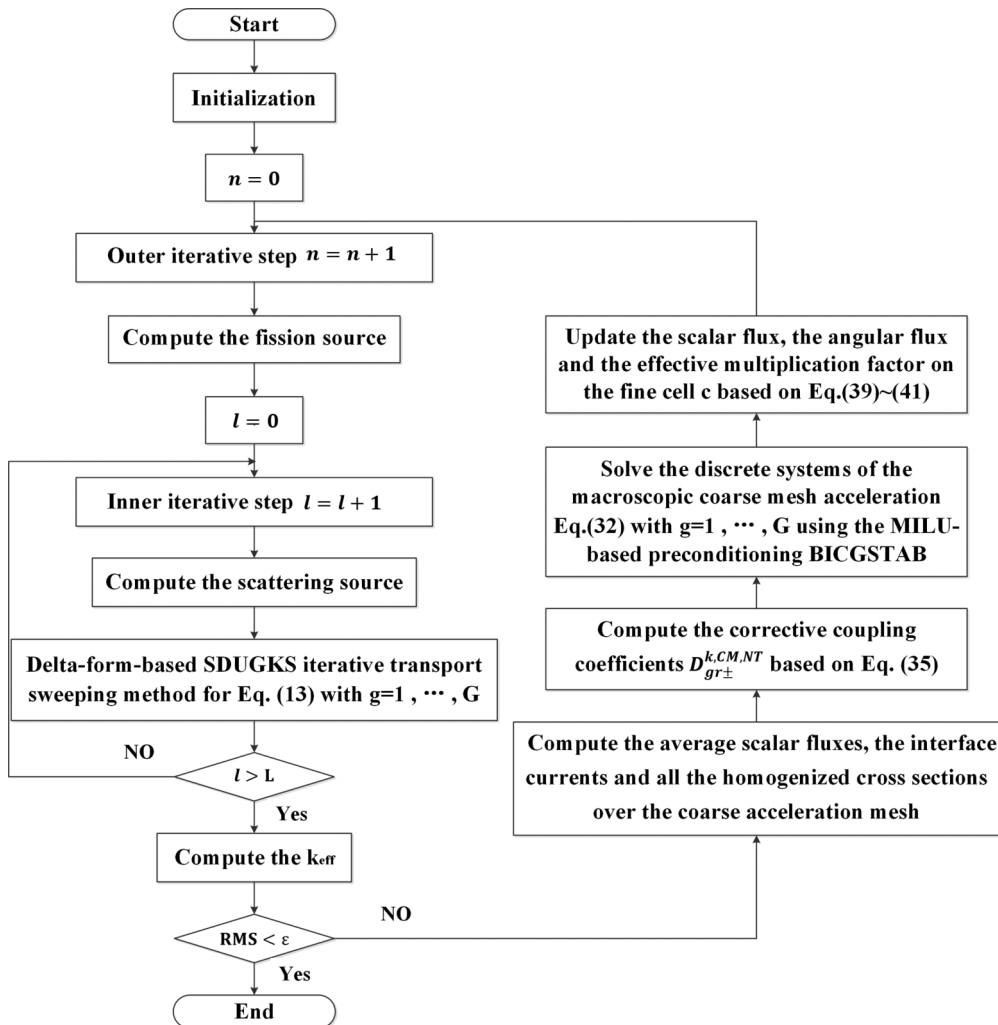 Start
Initialization
n = 0
Outer iterative step n = n + 1
Compute the fission source
l = 0
Inner iterative step l = l + 1
Compute the scattering source
Delta-form-based SDUGKS iterative transport
sweeping method for Eq. (13) with g=1 , ⋯ , G
NO
l > L
Yes
Compute the keff
NO
RMS < ε
Yes
End
Update the scalar flux, the angular flux
and the effective multiplication factor on
the fine cell c based on Eq.(39)~(41)
Solve the discrete systems of the
macroscopic coarse mesh acceleration
Eq.(32) with g=1 , ⋯ , G using the MILU-
based preconditioning BICGSTAB
Compute the corrective coupling
coefficients D_{gr±}^{k,CM,NT} based on Eq. (35)
Compute the average scalar fluxes, the interface
currents and all the homogenized cross sections
over the coarse acceleration mesh